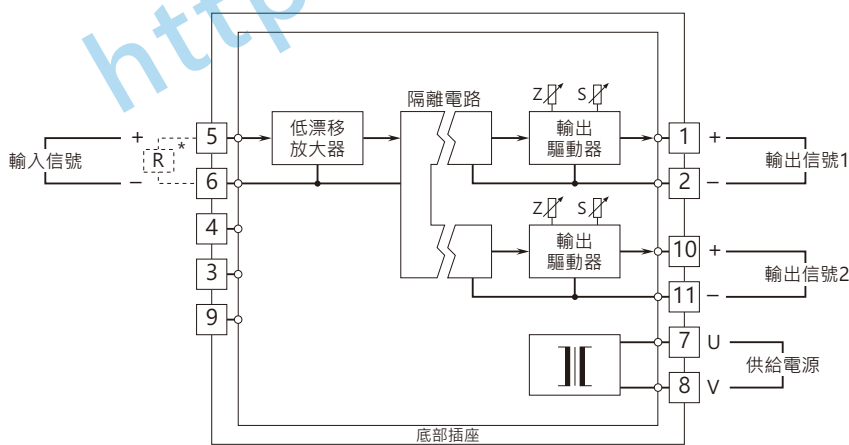 http
隔離電路
Z S
低漂移
放大器
輸出
驅動器
輸入信號
+
−
R
*
5
6
4
3
9
1 +
2 −
輸出信號1
Z S
輸出
驅動器
10 +
11 −
輸出信號2
7 U
8 V
供給電源
底部插座